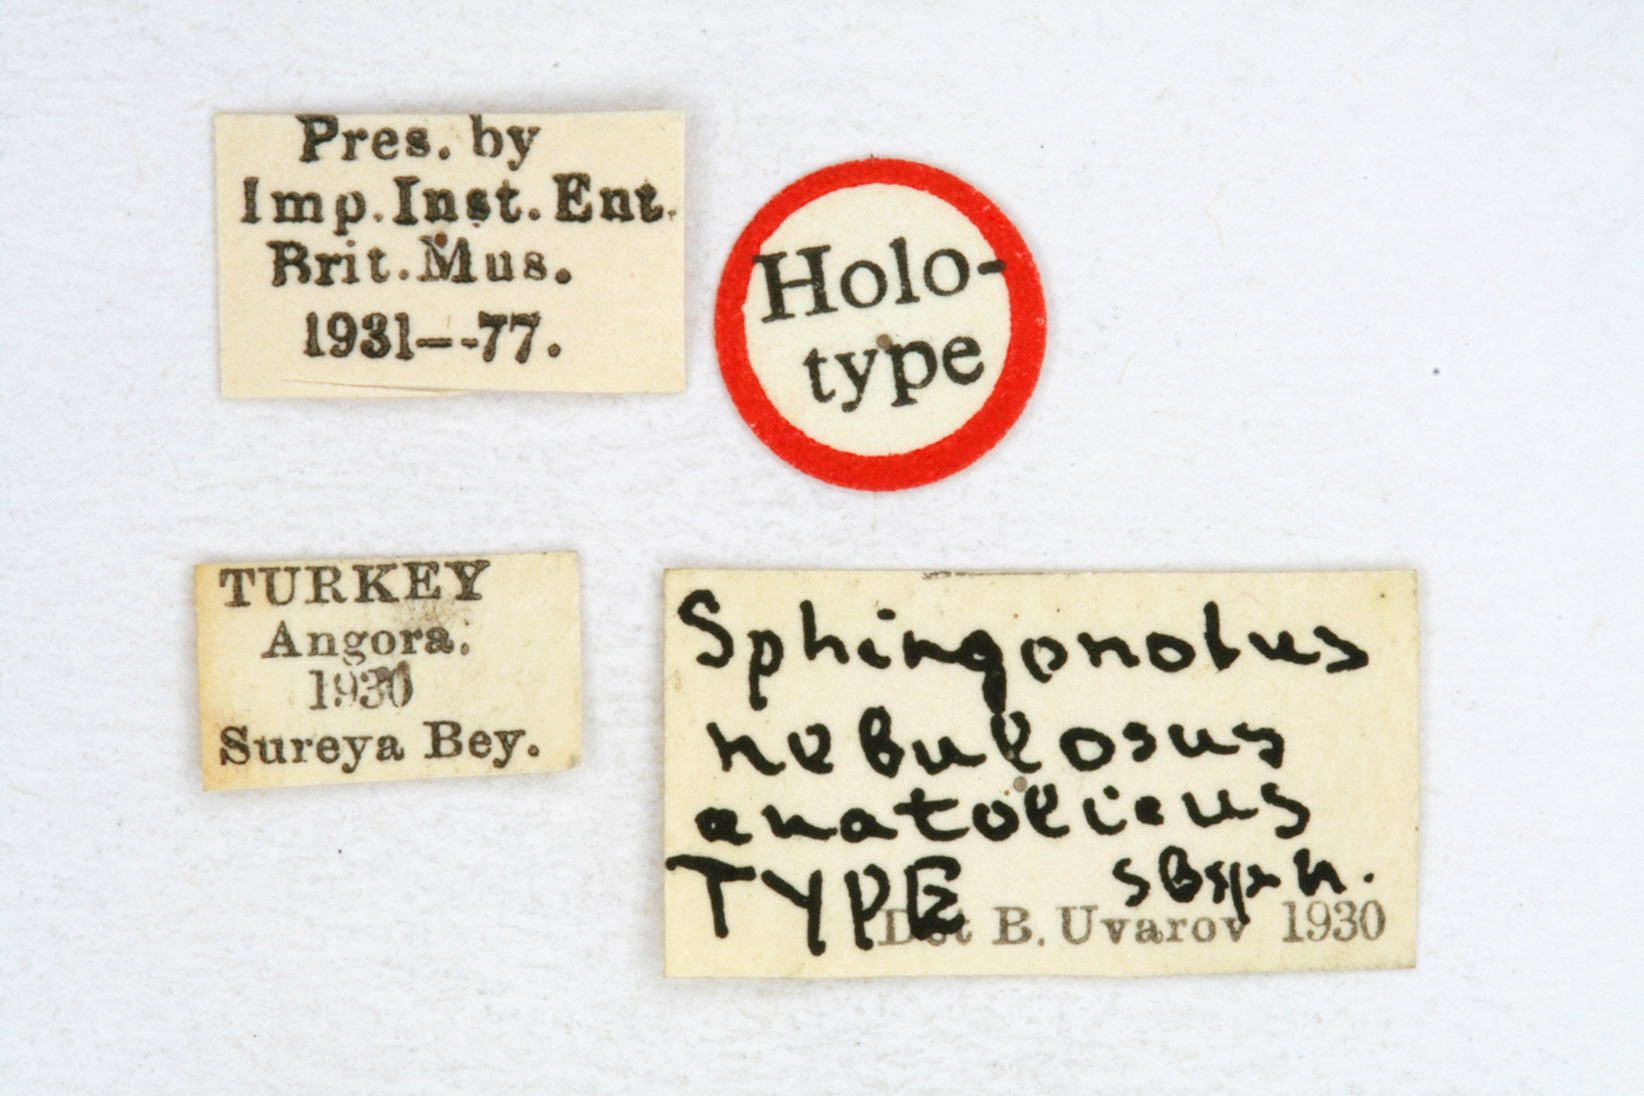 Pres. by
Imp. Inst. Ent.
Brit. Mus.
1931--77.
Holo-
type
TURKEY
Angora.
1930
Sureya Bey.
Sphingonotus
nebulosus
anatolicus
TYPE sbsp n.
Det B. Uvarov 1930